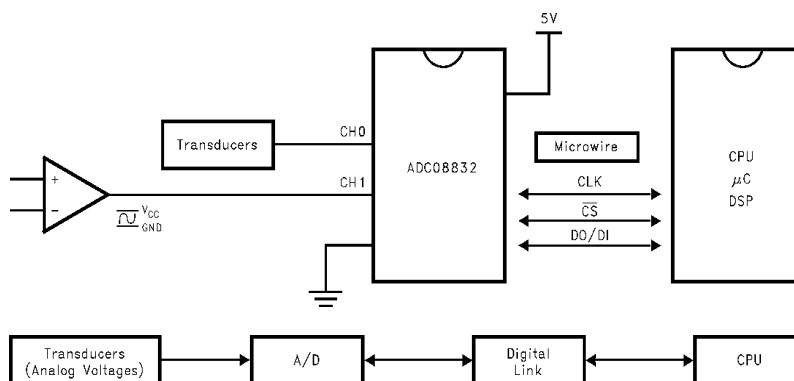 5V
Transducers
CH0
ADC08832
Microwire
CPU
μC
DSP
+
−
CH1
CLK
VCC
GND
CS
DO/DI
Transducers
(Analog Voltages)
A/D
Digital
Link
CPU